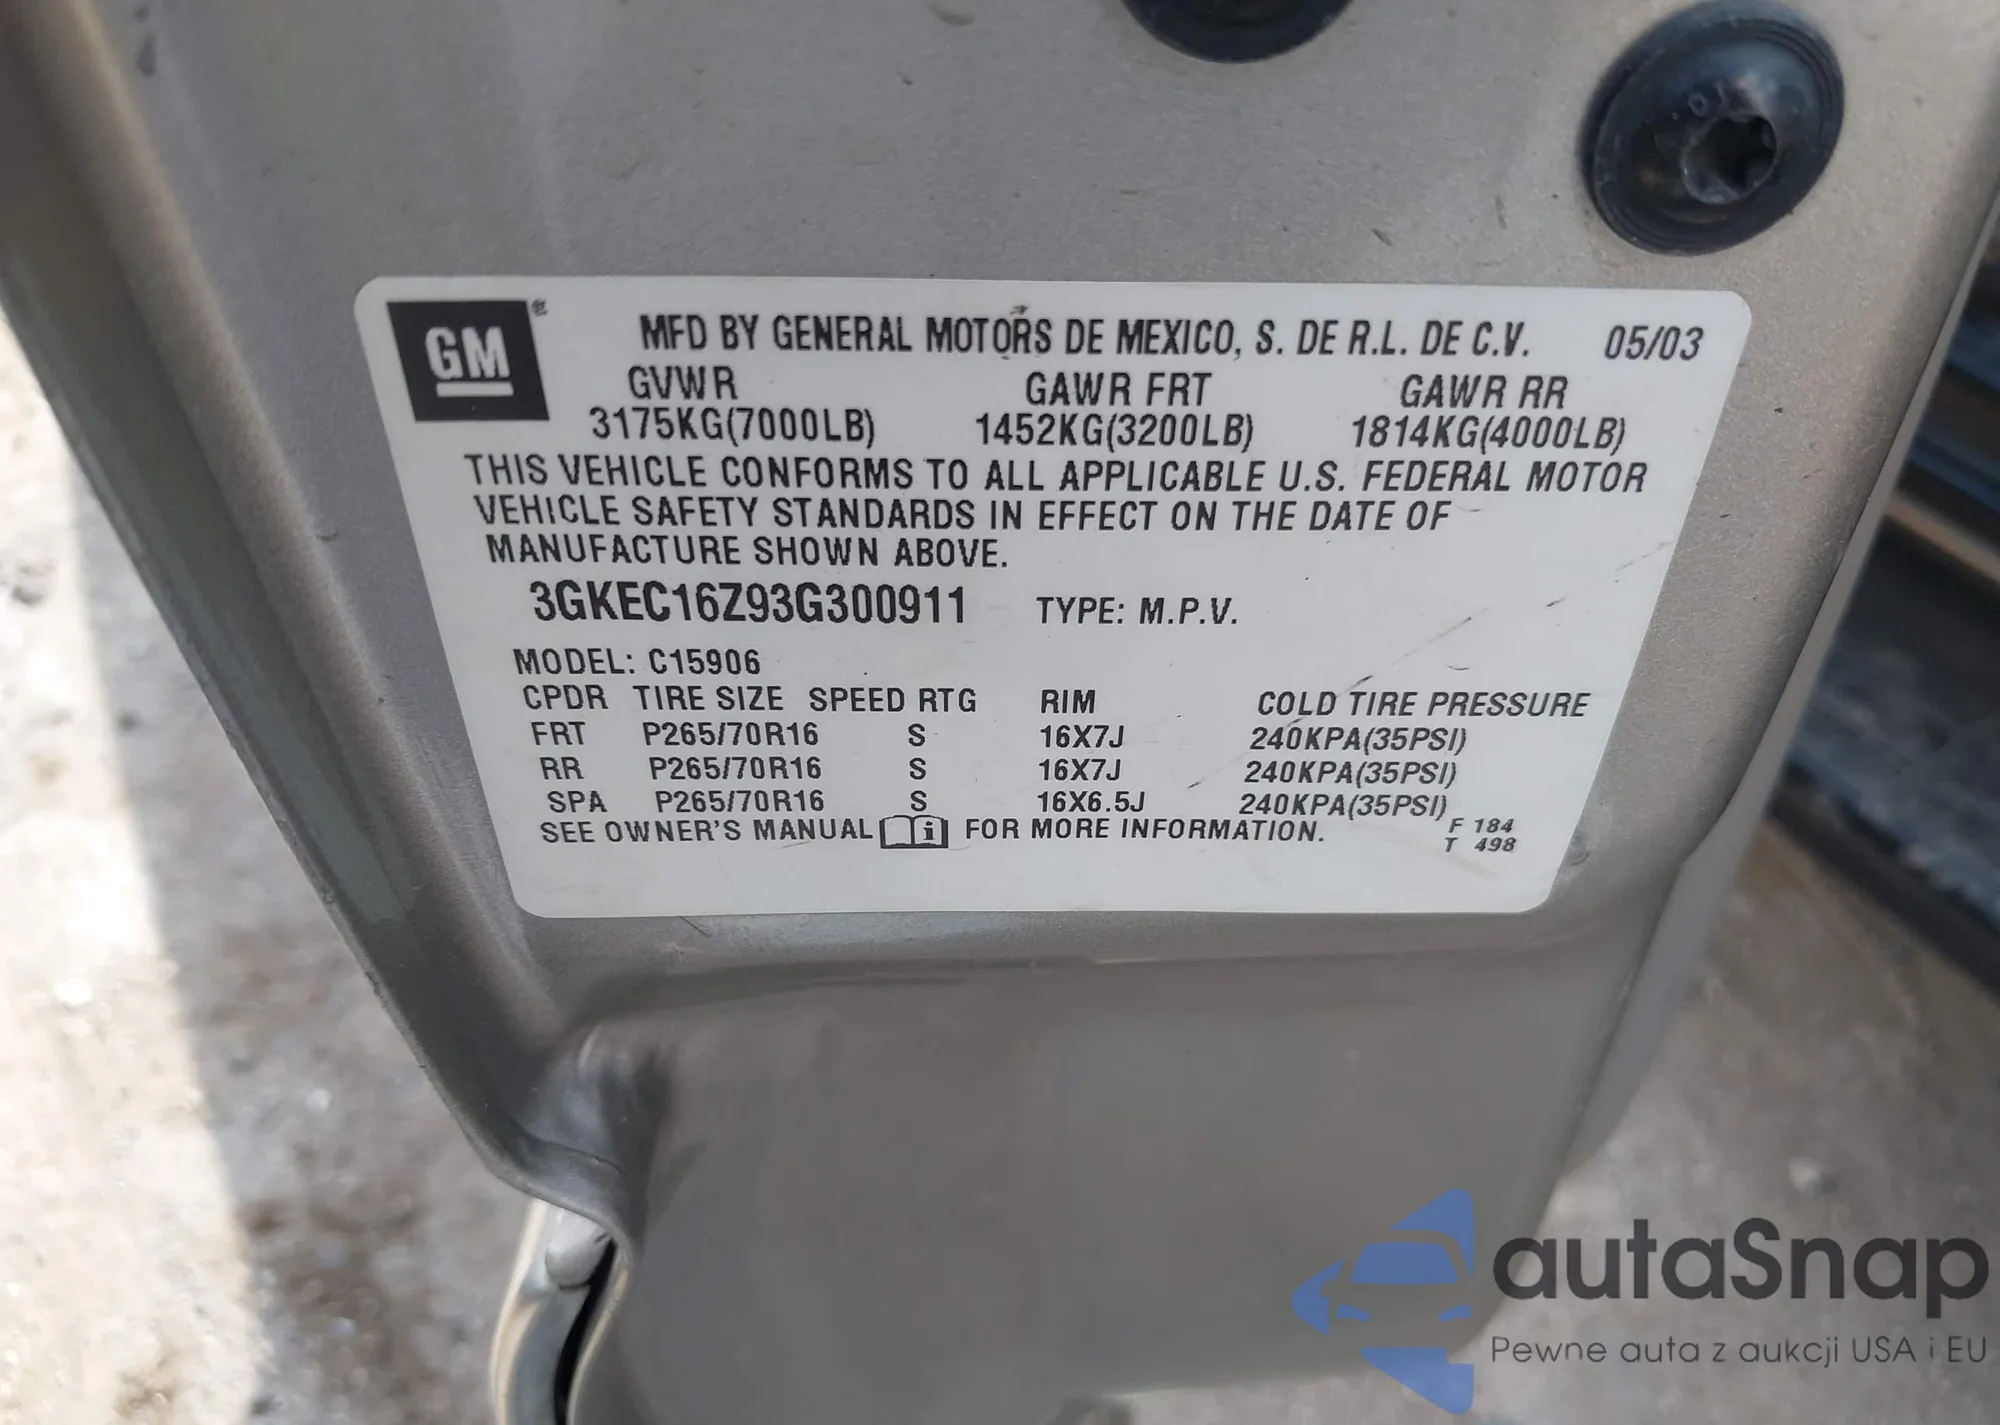 GM
MFD BY GENERAL MOTORS DE MEXICO, S. DE R.L. DE C.V. 05/03
GVWR GAWR FRT GAWR RR
3175KG(7000LB) 1452KG(3200LB) 1814KG(4000LB)
THIS VEHICLE CONFORMS TO ALL APPLICABLE U.S. FEDERAL MOTOR
VEHICLE SAFETY STANDARDS IN EFFECT ON THE DATE OF
MANUFACTURE SHOWN ABOVE.
3GKEC16Z93G300911 TYPE: M.P.V.
MODEL: C15906
CPDR TIRE SIZE SPEED RTG RIM COLD TIRE PRESSURE
FRT P265/70R16 S 16X7J 240KPA(35PSI)
RR P265/70R16 S 16X7J 240KPA(35PSI)
SPA P265/70R16 S 16X6.5J 240KPA(35PSI)
SEE OWNER'S MANUAL i FOR MORE INFORMATION.
F 184
T 498
autaSnap
Pewne auta z aukcji USA i EU